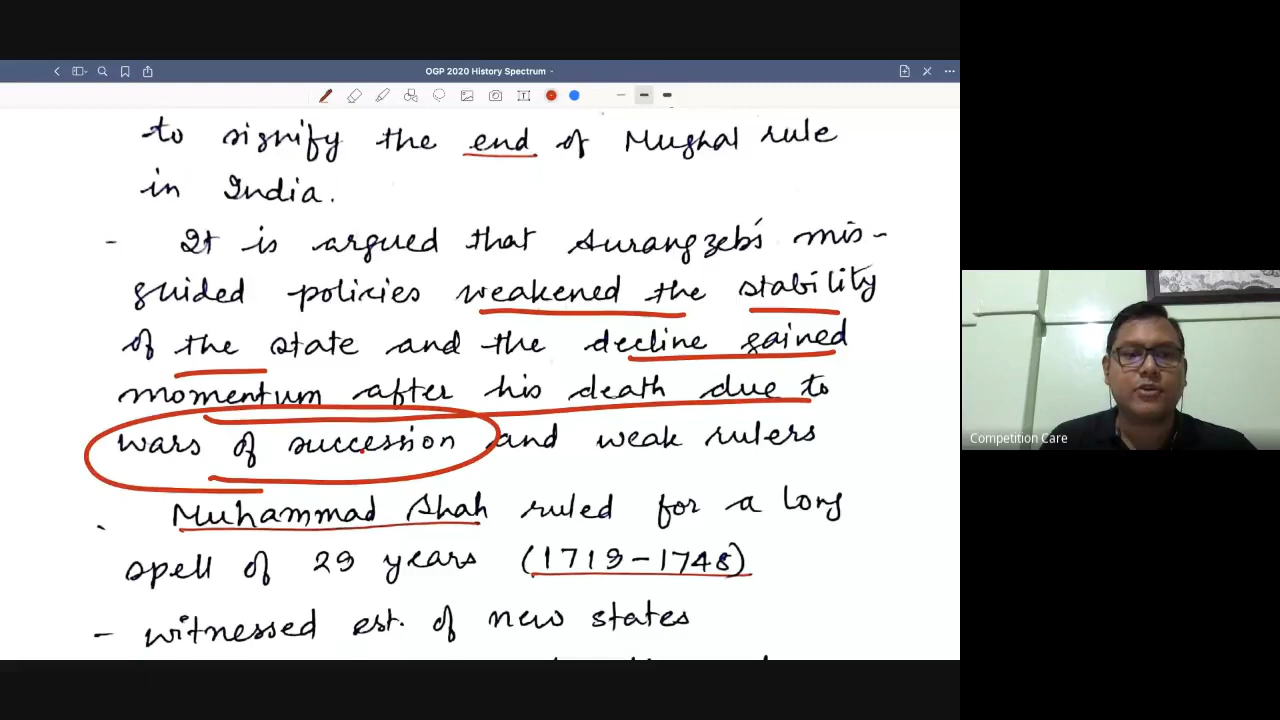 OGP 2020 History Spectrum
to signify the end of Mughal rule
in India.
- It is argued that Aurangzeb's mis-
guided policies weakened the stability
of the state and the decline gained
momentum after his death due to
wars of succession and weak rulers
Muhammad Shah ruled for a long
spell of 29 years (1719-1748)
- witnessed est. of new states
Competition Care